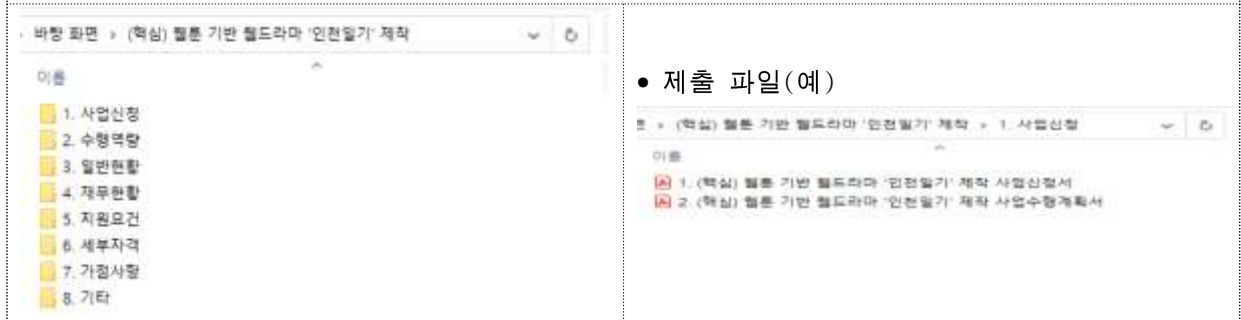 바탕 화면 > (핵심) 웹툰 기반 웹드라마 '인천일기' 제작
이름
1. 사업신청
2. 수행역량
3. 일반현황
4. 재무현황
5. 지원요건
6. 세부자격
7. 가점사항
8. 기타
• 제출 파일(예)
> (핵심) 웹툰 기반 웹드라마 '인천일기' 제작 > 1. 사업신청
이름
1. (핵심) 웹툰 기반 웹드라마 '인천일기' 제작 사업신청서
2. (핵심) 웹툰 기반 웹드라마 '인천일기' 제작 사업수행계획서